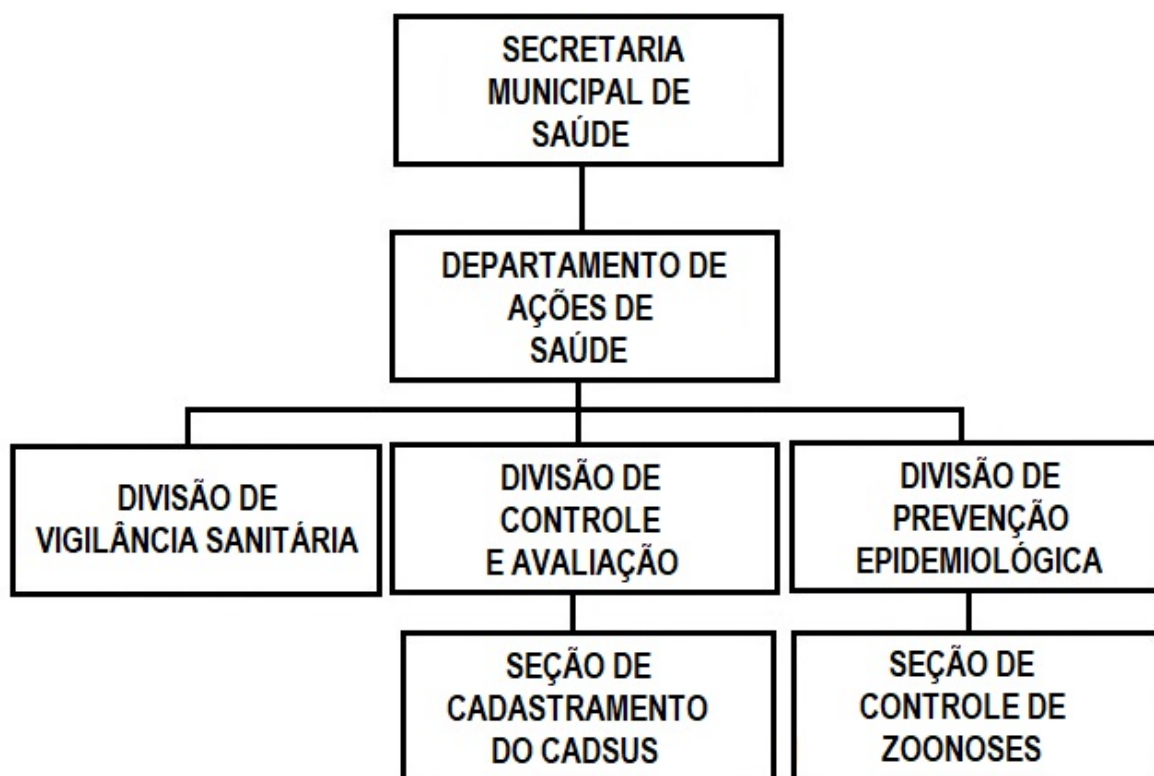 SECRETARIA
MUNICIPAL DE
SAÚDE
DEPARTAMENTO DE
AÇÕES DE
SAÚDE
DIVISÃO DE
VIGILÂNCIA SANITÁRIA
DIVISÃO DE
CONTROLE
E AVALIAÇÃO
DIVISÃO DE
PREVENÇÃO
EPIDEMIOLÓGICA
SEÇÃO DE
CADASTRAMENTO
DO CADSUS
SEÇÃO DE
CONTROLE DE
ZOONOSES